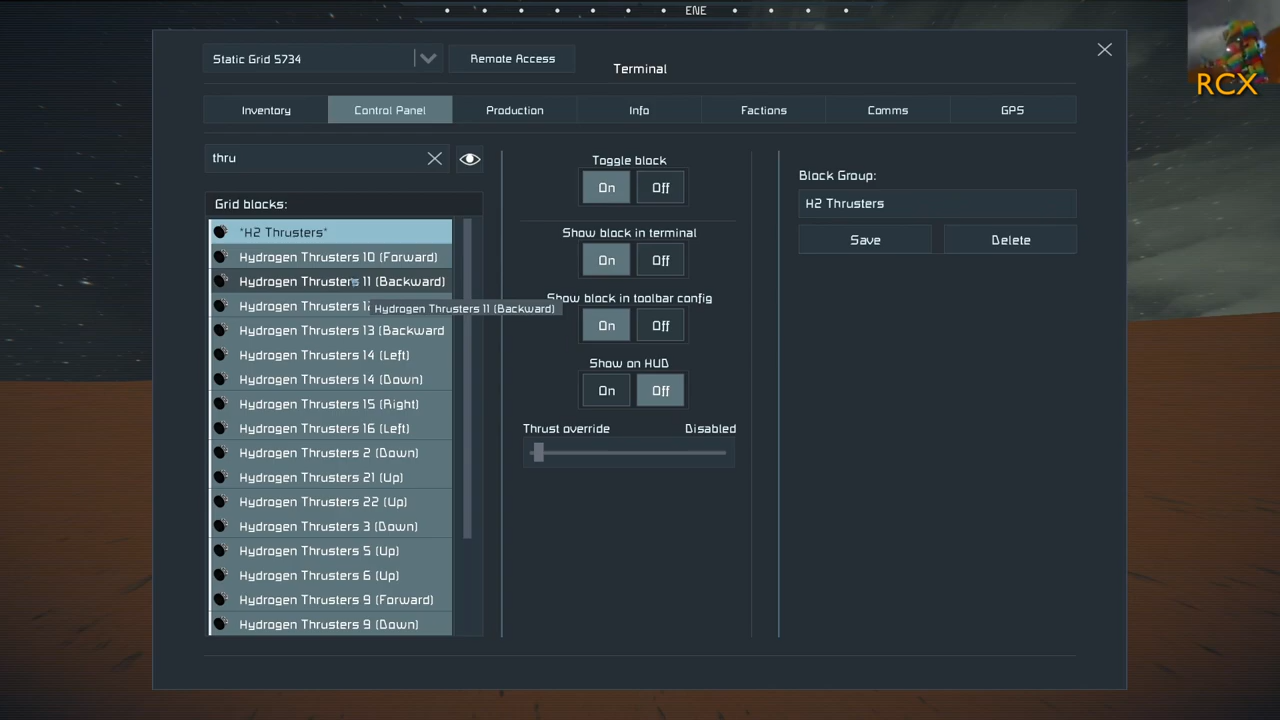 ENE
RCX
Static Grid 5734
Remote Access
Terminal
Inventory
Control Panel
Production
Info
Factions
Comms
GPS
thru
Grid blocks:
*H2 Thrusters*
Hydrogen Thrusters 10 (Forward)
Hydrogen Thrusters 11 (Backward)
Hydrogen Thrusters
Hydrogen Thrusters 11 (Backward)
Hydrogen Thrusters 13 (Backward
Hydrogen Thrusters 14 (Left)
Hydrogen Thrusters 14 (Down)
Hydrogen Thrusters 15 (Right)
Hydrogen Thrusters 16 (Left)
Hydrogen Thrusters 2 (Down)
Hydrogen Thrusters 21 (Up)
Hydrogen Thrusters 22 (Up)
Hydrogen Thrusters 3 (Down)
Hydrogen Thrusters 5 (Up)
Hydrogen Thrusters 6 (Up)
Hydrogen Thrusters 9 (Forward)
Hydrogen Thrusters 9 (Down)
Toggle block
On Off
Show block in terminal
On Off
Show block in toolbar config
On Off
Show on HUD
On Off
Thrust override Disabled
Block Group:
H2 Thrusters
Save Delete